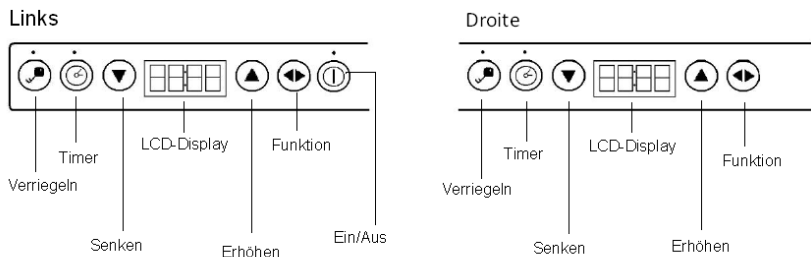 Links
LCD-Display
Funktion
Timer
Verriegeln
Senken
Erhöhen
Ein/Aus
Droite
LCD-Display
Timer
Funktion
Verriegeln
Senken
Erhöhen